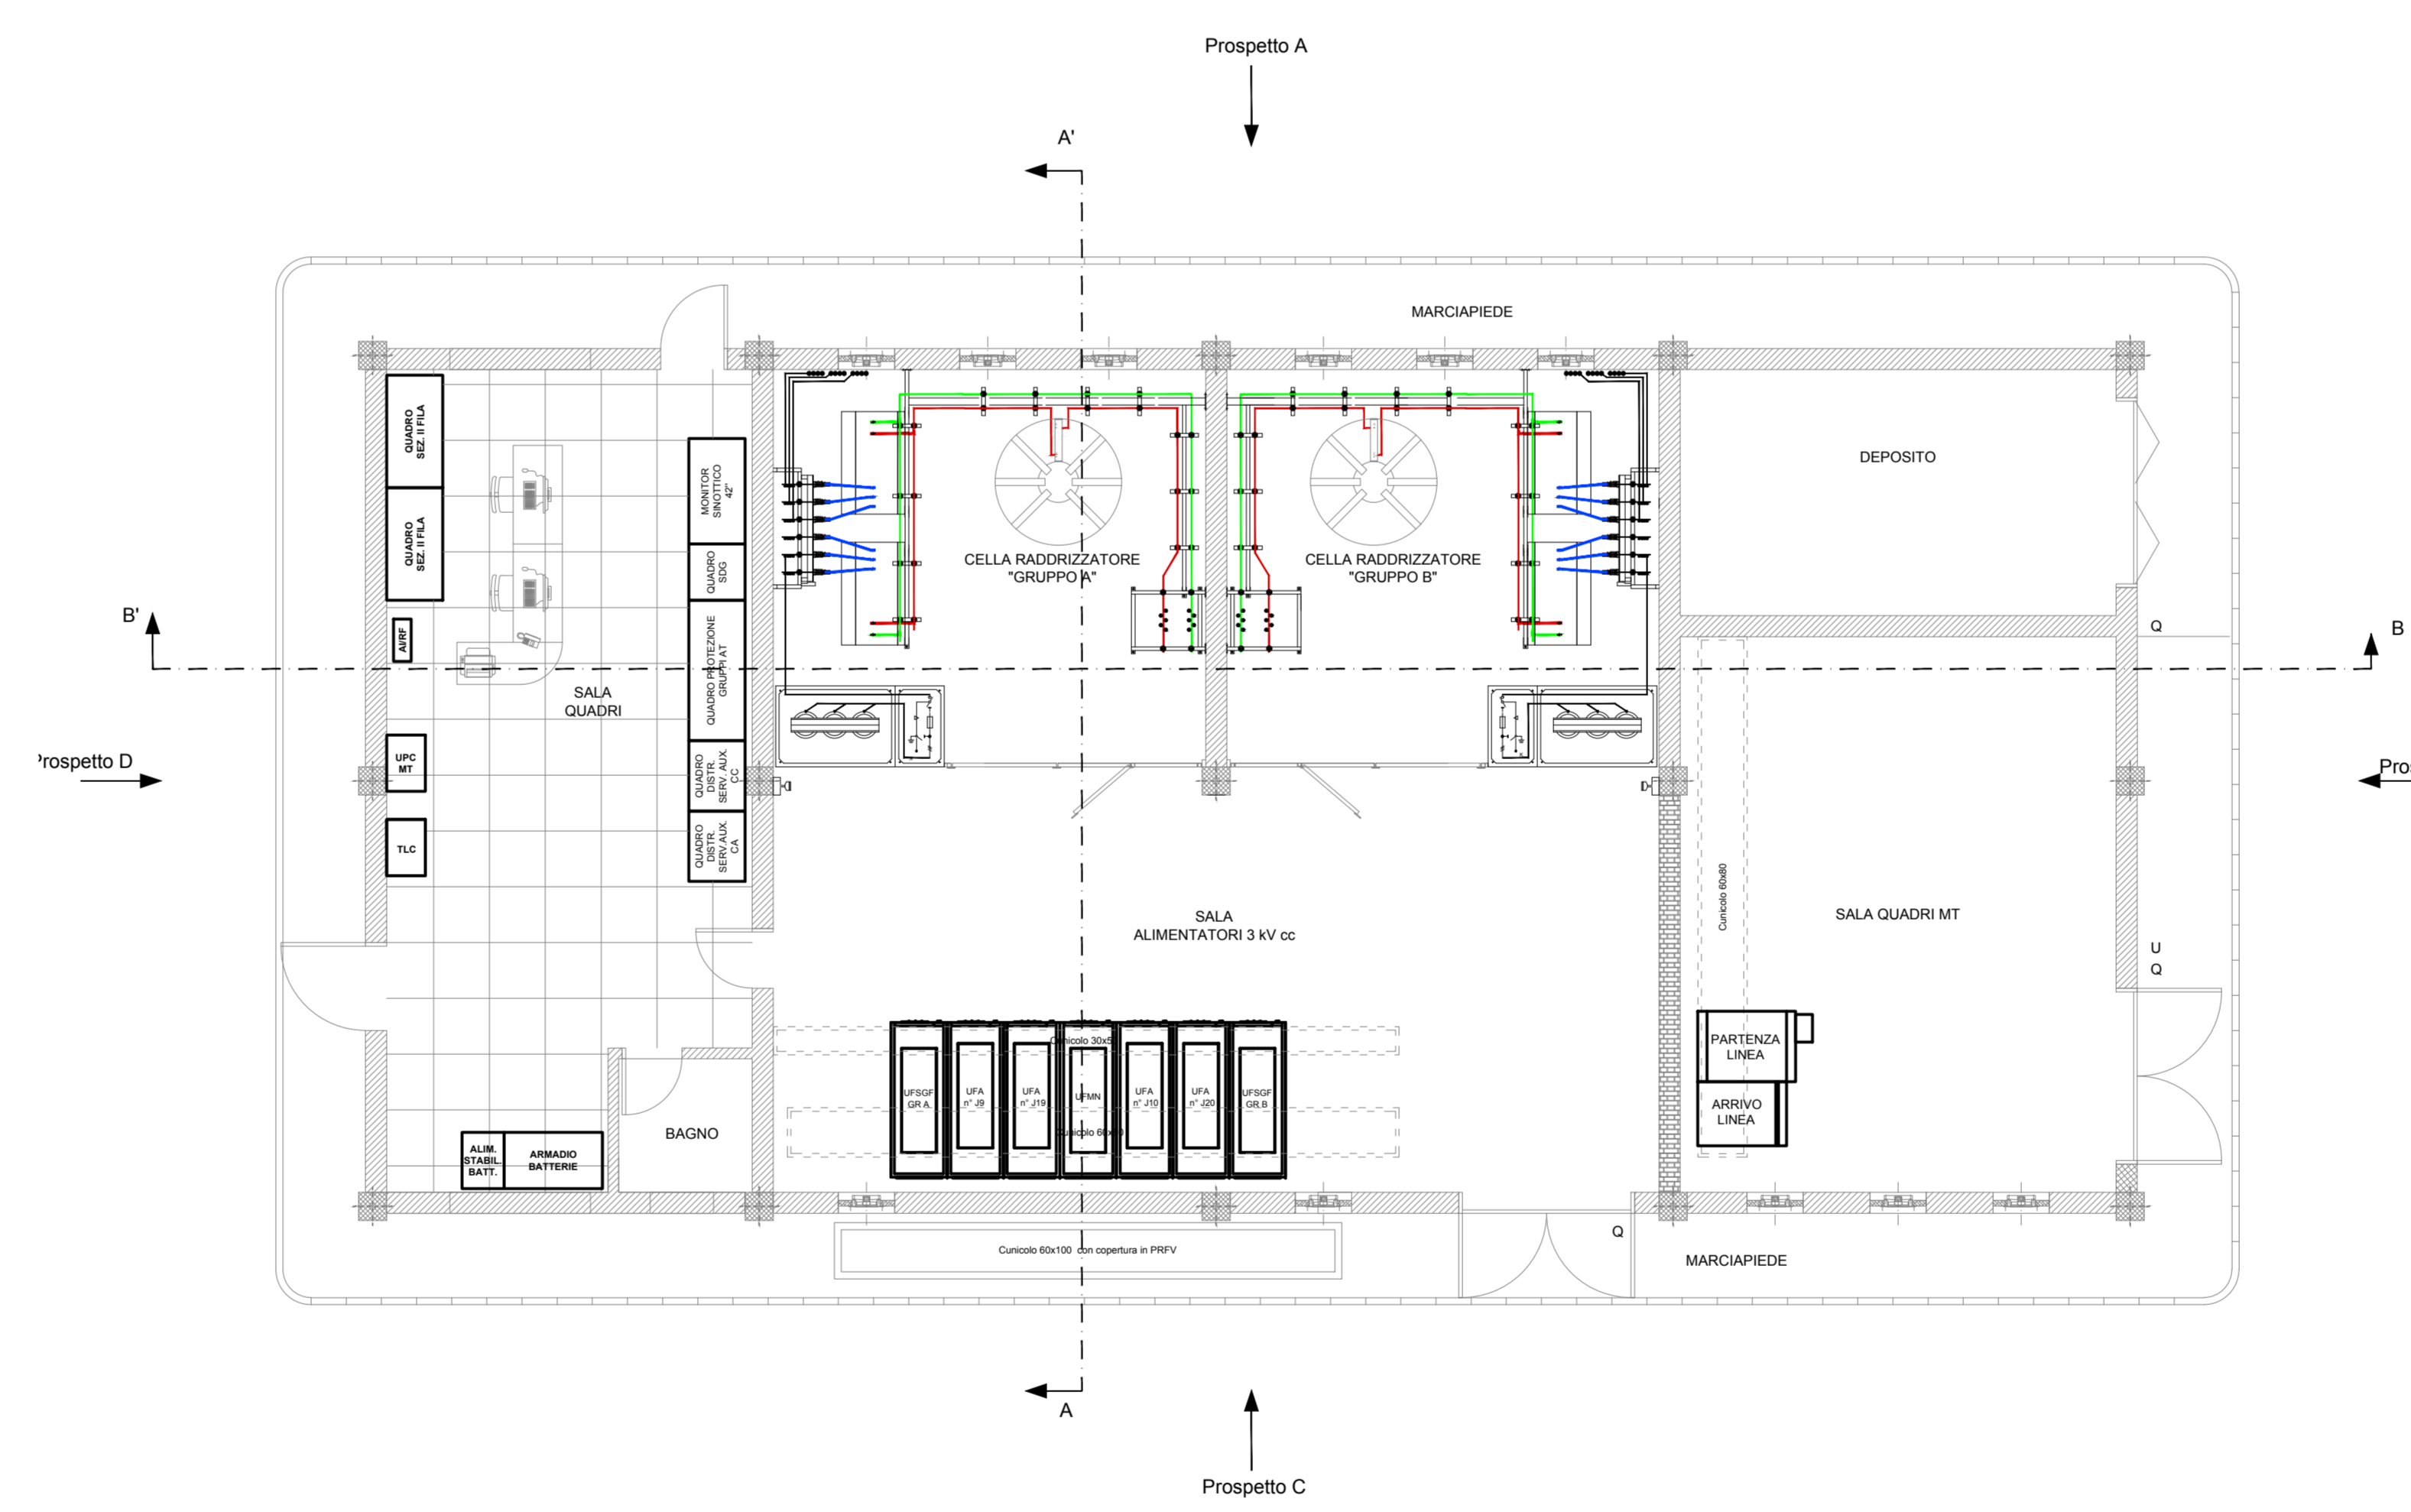 Prospetto A
A'
MARCIAPIEDE
QUADRO
SEZ. II FILA
QUADRO
SEZ. II FILA
AI/RF
UPC
MT
TLC
SALA
QUADRI
MONITOR
SINOTTICO
42"
QUADRO
SDG
QUADRO PROTEZIONE
GRUPPI AT
QUADRO
DISTR.
SERV. AUX.
CC
QUADRO
DISTR.
SERV.AUX.
CA
CELLA RADDRIZZATORE
"GRUPPO A"
CELLA RADDRIZZATORE
"GRUPPO B"
DEPOSITO
Q
B'
B
Prospetto D
SALA
ALIMENTATORI 3 kV cc
Cunicolo 60x80
SALA QUADRI MT
U
Q
UFSGF
GR A.
UFA
n° J9
UFA
n° J19
UFMN
UFA
n° J10
UFA
n° J20
UFSGF
GR.B
PARTENZA
LINEA
ARRIVO
LINEA
BAGNO
ALIM.
STABIL.
BATT.
ARMADIO
BATTERIE
Q
Cunicolo 60x100 con copertura in PRFV
MARCIAPIEDE
A
Prospetto C